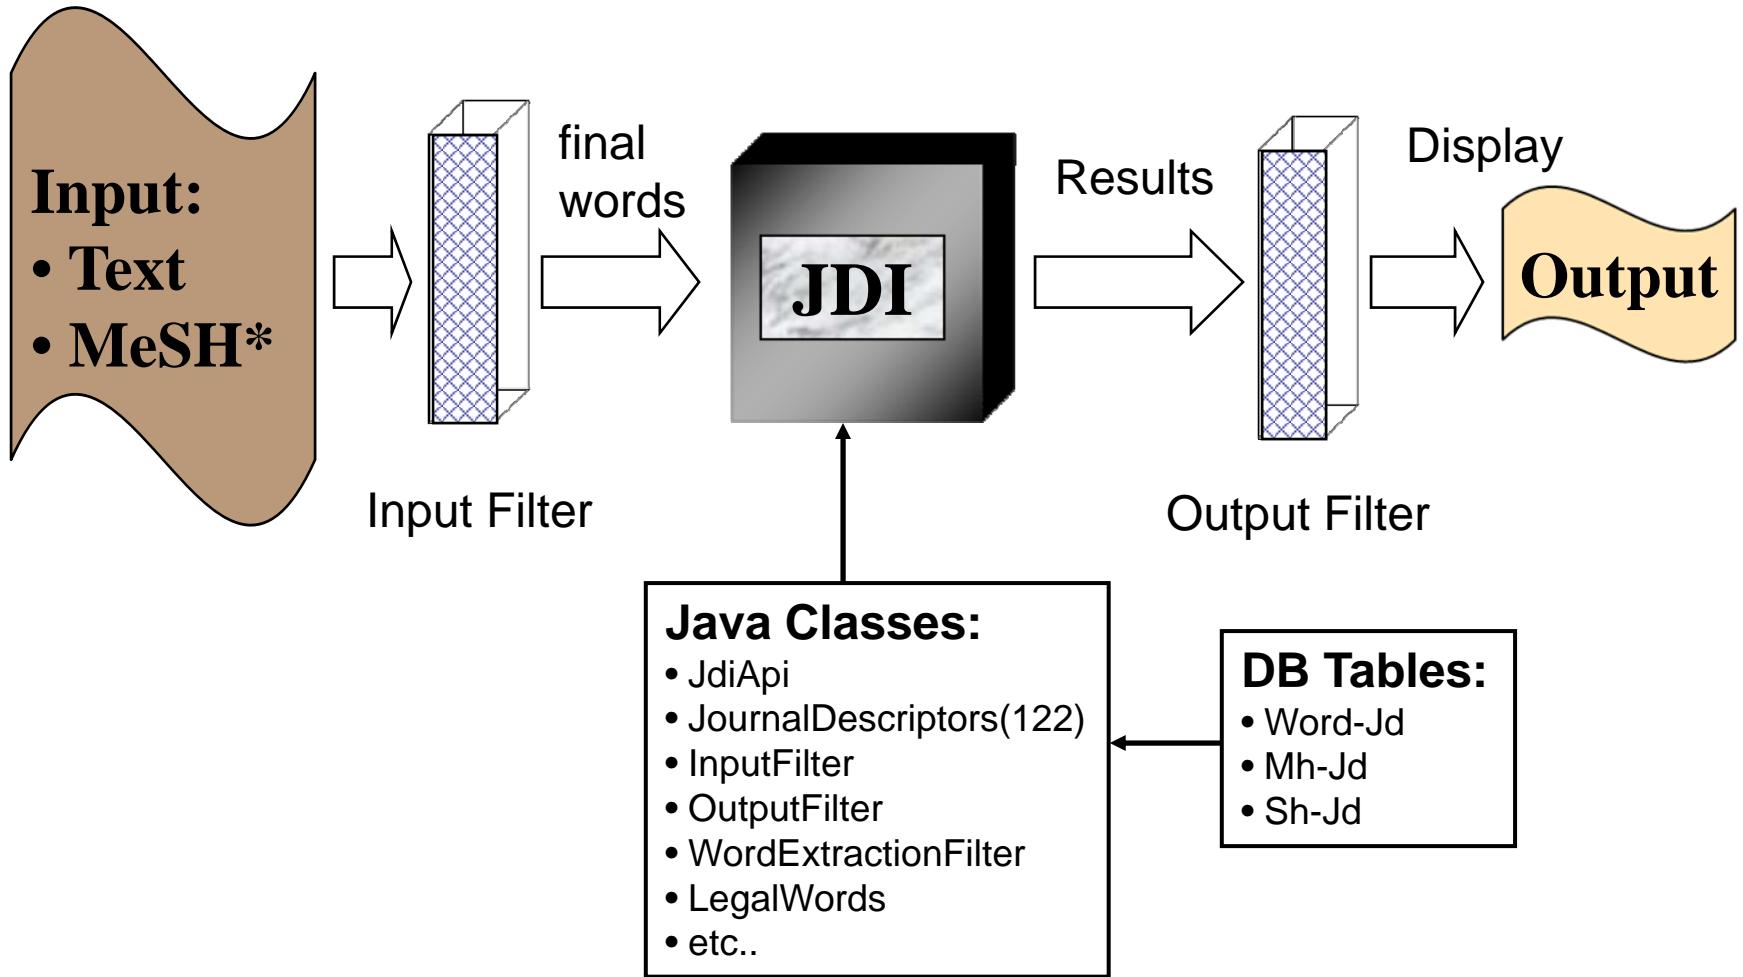 Input:
• Text
• MeSH*
Input Filter
final
words
JDI
Results
Output Filter
Display
Output
Java Classes:
• JdiApi
• JournalDescriptors(122)
• InputFilter
• OutputFilter
• WordExtractionFilter
• LegalWords
• etc..
DB Tables:
• Word-Jd
• Mh-Jd
• Sh-Jd